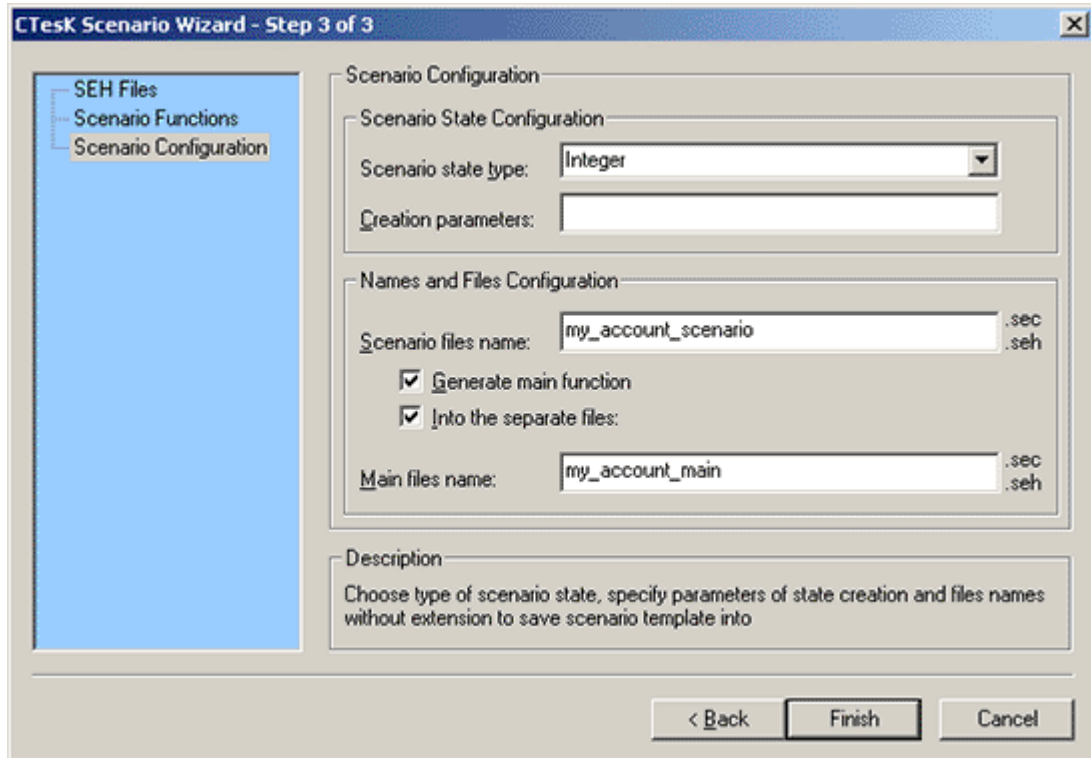 CTesK Scenario Wizard - Step 3 of 3
SEH Files
Scenario Functions
Scenario Configuration
Scenario Configuration
Scenario State Configuration
Scenario state type: Integer
Creation parameters:
Names and Files Configuration
Scenario files name: my_account_scenario .sec
.seh
Generate main function
Into the separate files:
Main files name: my_account_main .sec
.seh
Description
Choose type of scenario state, specify parameters of state creation and files names
without extension to save scenario template into
< Back Finish Cancel